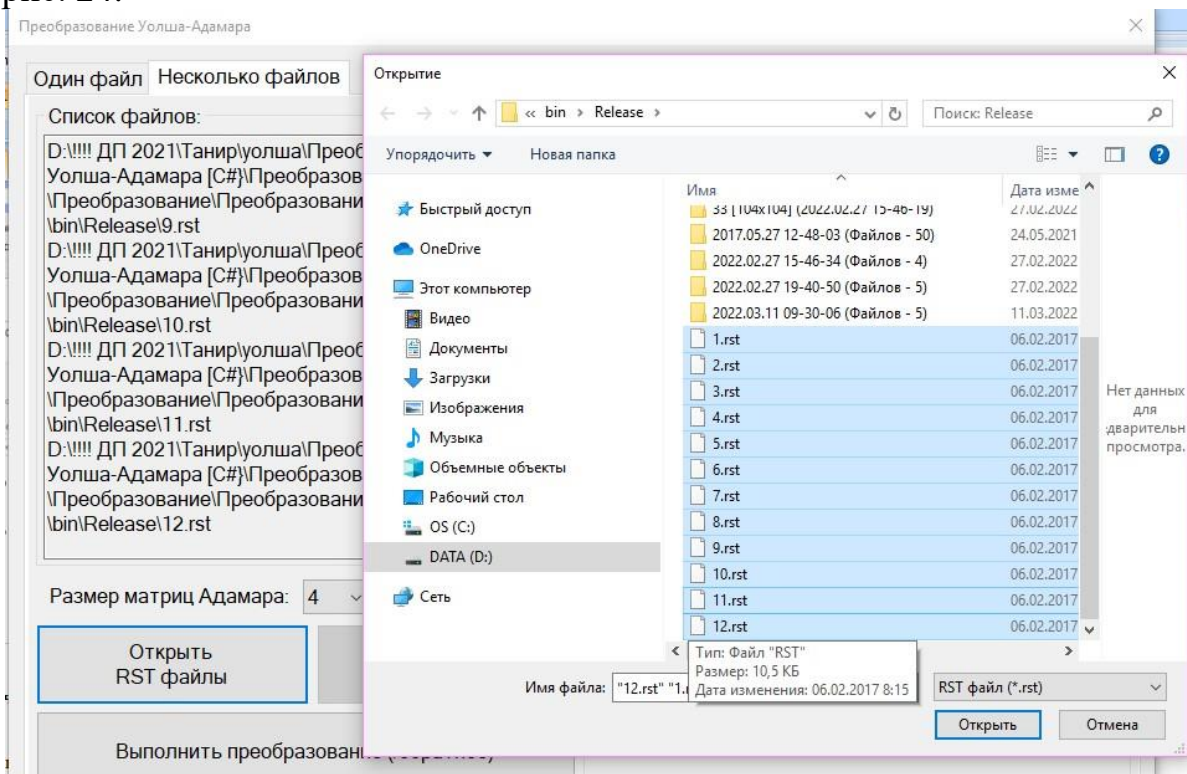 рис. 24.
Преобразование Уолша-Адамара
Один файл
Несколько файлов
Список файлов:
D:\!!!! ДП 2021\Танир\уолша\Преоб
Уолша-Адамара [C#}\Преобразов
\Преобразование\Преобразовани
\bin\Release\9.rst
D:\!!!! ДП 2021\Танир\уолша\Преоб
Уолша-Адамара [C#}\Преобразов
\Преобразование\Преобразовани
\bin\Release\10.rst
D:\!!!! ДП 2021\Танир\уолша\Преоб
Уолша-Адамара [C#}\Преобразов
\Преобразование\Преобразовани
\bin\Release\11.rst
D:\!!!! ДП 2021\Танир\уолша\Преоб
Уолша-Адамара [C#}\Преобразов
\Преобразование\Преобразовани
\bin\Release\12.rst
Размер матриц Адамара: 4
Открыть
RST файлы
Выполнить преобразован
Открытие
« bin › Release ›
Поиск: Release
Упорядочить
Новая папка
Быстрый доступ
OneDrive
Этот компьютер
Видео
Документы
Загрузки
Изображения
Музыка
Объемные объекты
Рабочий стол
OS (C:)
DATA (D:)
Сеть
Имя Дата изме
33 [104x104] (2022.02.27 15-46-19) 27.02.2022
2017.05.27 12-48-03 (Файлов - 50) 24.05.2021
2022.02.27 15-46-34 (Файлов - 4) 27.02.2022
2022.02.27 19-40-50 (Файлов - 5) 27.02.2022
2022.03.11 09-30-06 (Файлов - 5) 11.03.2022
1.rst 06.02.2017
2.rst 06.02.2017
3.rst 06.02.2017
4.rst 06.02.2017
5.rst 06.02.2017
6.rst 06.02.2017
7.rst 06.02.2017
8.rst 06.02.2017
9.rst 06.02.2017
10.rst 06.02.2017
11.rst 06.02.2017
12.rst 06.02.2017
Нет данных
для
дварительн
просмотра.
Тип: Файл "RST"
Размер: 10,5 КБ
Дата изменения: 06.02.2017 8:15
Имя файла: "12.rst" "1.
RST файл (*.rst)
Открыть
Отмена